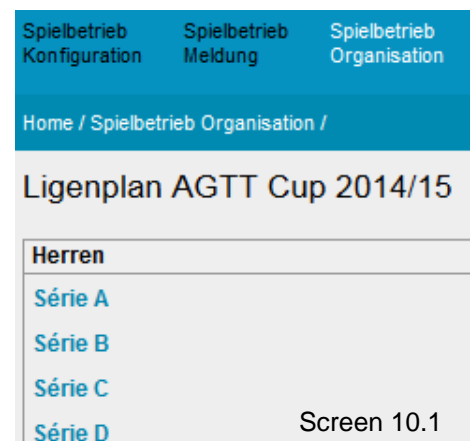 Spielbetrieb Konfiguration
Spielbetrieb Meldung
Spielbetrieb Organisation
Home / Spielbetrieb Organisation /
Ligenplan AGTT Cup 2014/15
Herren
Série A
Série B
Série C
Série D
Screen 10.1